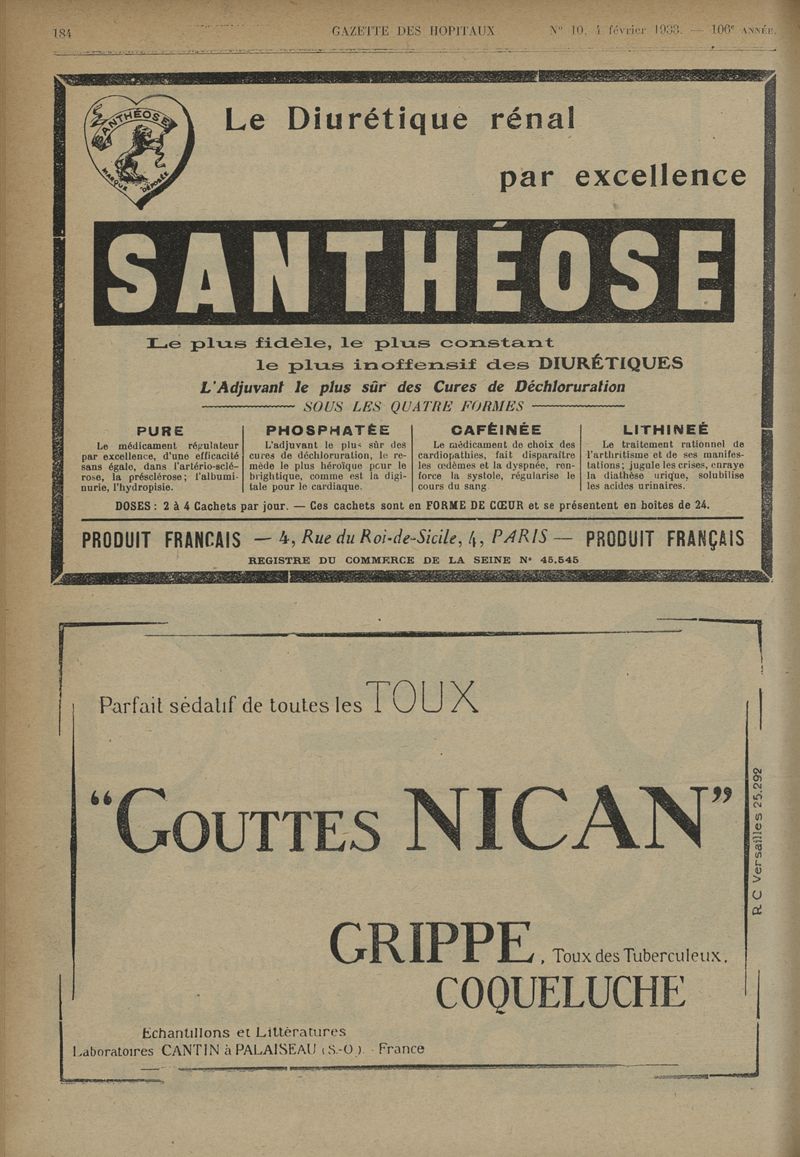 184 GAZETTE DES HOPITAUX N° 10, 4 février 1933. — 106e ANNÉE.
SANTHÉOSE
MARQUE DÉPOSÉE
Le Diurétique rénal
par excellence
SANTHÉOSE
Le plus fidèle, le plus constant
le plus inoffensif des DIURÉTIQUES
L'Adjuvant le plus sûr des Cures de Déchloruration
SOUS LES QUATRE FORMES
PURE
Le médicament régulateur
par excellence, d'une efficacité
sans égale, dans l'artério-sclé-
rose, la présclérose; l'albumi-
nurie, l'hydropisie.
PHOSPHATÉE
L'adjuvant le plus sûr des
cures de déchloruration, le re-
mède le plus héroïque pour le
brightique, comme est la digi-
tale pour le cardiaque.
CAFÉINÉE
Le médicament de choix des
cardiopathies, fait disparaître
les œdèmes et la dyspnée, ren-
force la systole, régularise le
cours du sang
LITHINEÉ
Le traitement rationnel de
l'arthritisme et de ses manifes-
tations; jugule les crises, enraye
la diathèse urique, solubilise
les acides urinaires.
DOSES : 2 à 4 Cachets par jour. — Ces cachets sont en FORME DE CŒUR et se présentent en boites de 24.
PRODUIT FRANCAIS — 4, Rue du Roi-de-Sicile, 4, PARIS — PRODUIT FRANÇAIS
REGISTRE DU COMMERCE DE LA SEINE N° 45.545
Parfait sédatif de toutes les TOUX
"GOUTTES NICAN"
GRIPPE, Toux des Tuberculeux,
COQUELUCHE
Echantillons et Littératures
Laboratoires CANTIN à PALAISEAU (S.-O.). - France
R.C Versailles 25.292